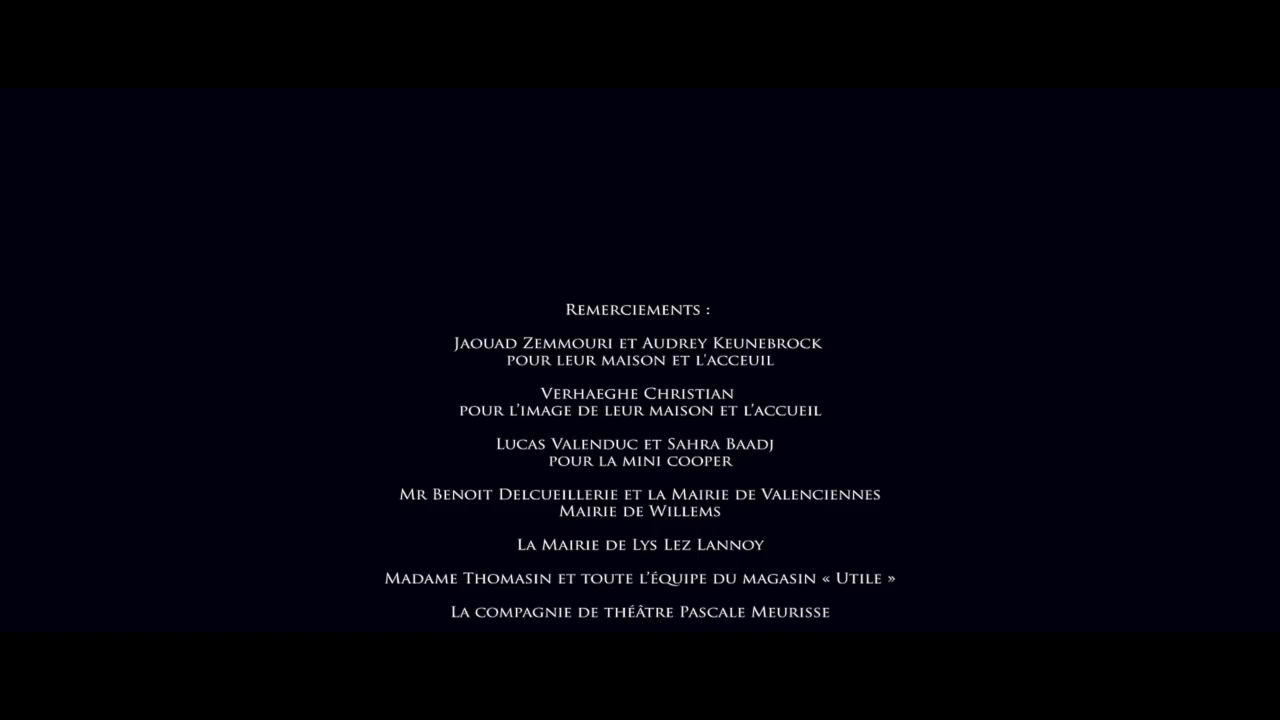 Remerciements :
Jaouad Zemmouri et Audrey Keunebrock
pour leur maison et l'acceuil
Verhaeghe Christian
pour l'image de leur maison et l'accueil
Lucas Valenduc et Sahra Baadj
pour la mini cooper
Mr Benoit Delcueillerie et la Mairie de Valenciennes
Mairie de Willems
La Mairie de Lys Lez Lannoy
Madame Thomasin et toute l'équipe du magasin « Utile »
La compagnie de théâtre Pascale Meurisse